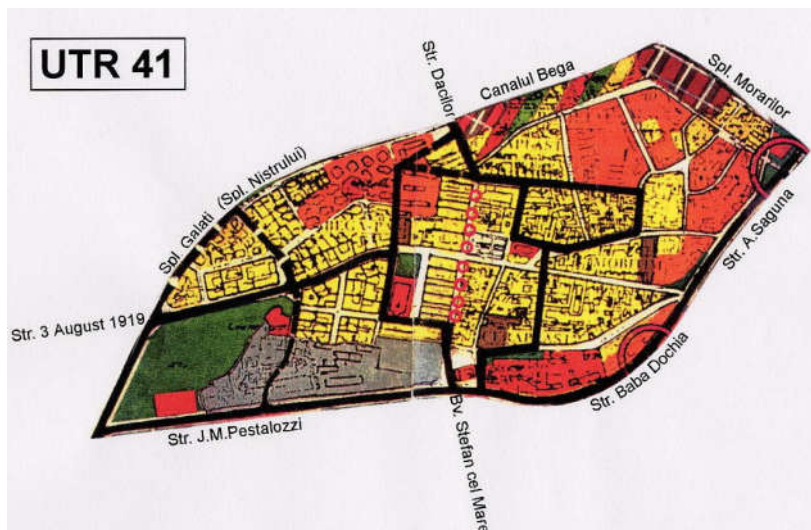 UTR 41
Str. Dacilor
Canalul Bega
Spl. Morarilor
Spl. Galati (Spl. Nistrului)
Str. A.Saguna
Str. 3 August 1919
Str. Baba Dochia
Str. J.M.Pestalozzi
Bv. Stefan cel Mare